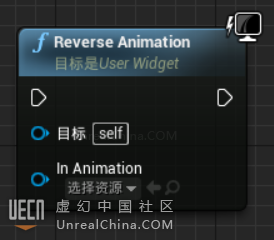 Reverse Animation
目标是User Widget
目标 self
In Animation
选择资源
UECN 虚幻中国社区
UnrealChina.COM